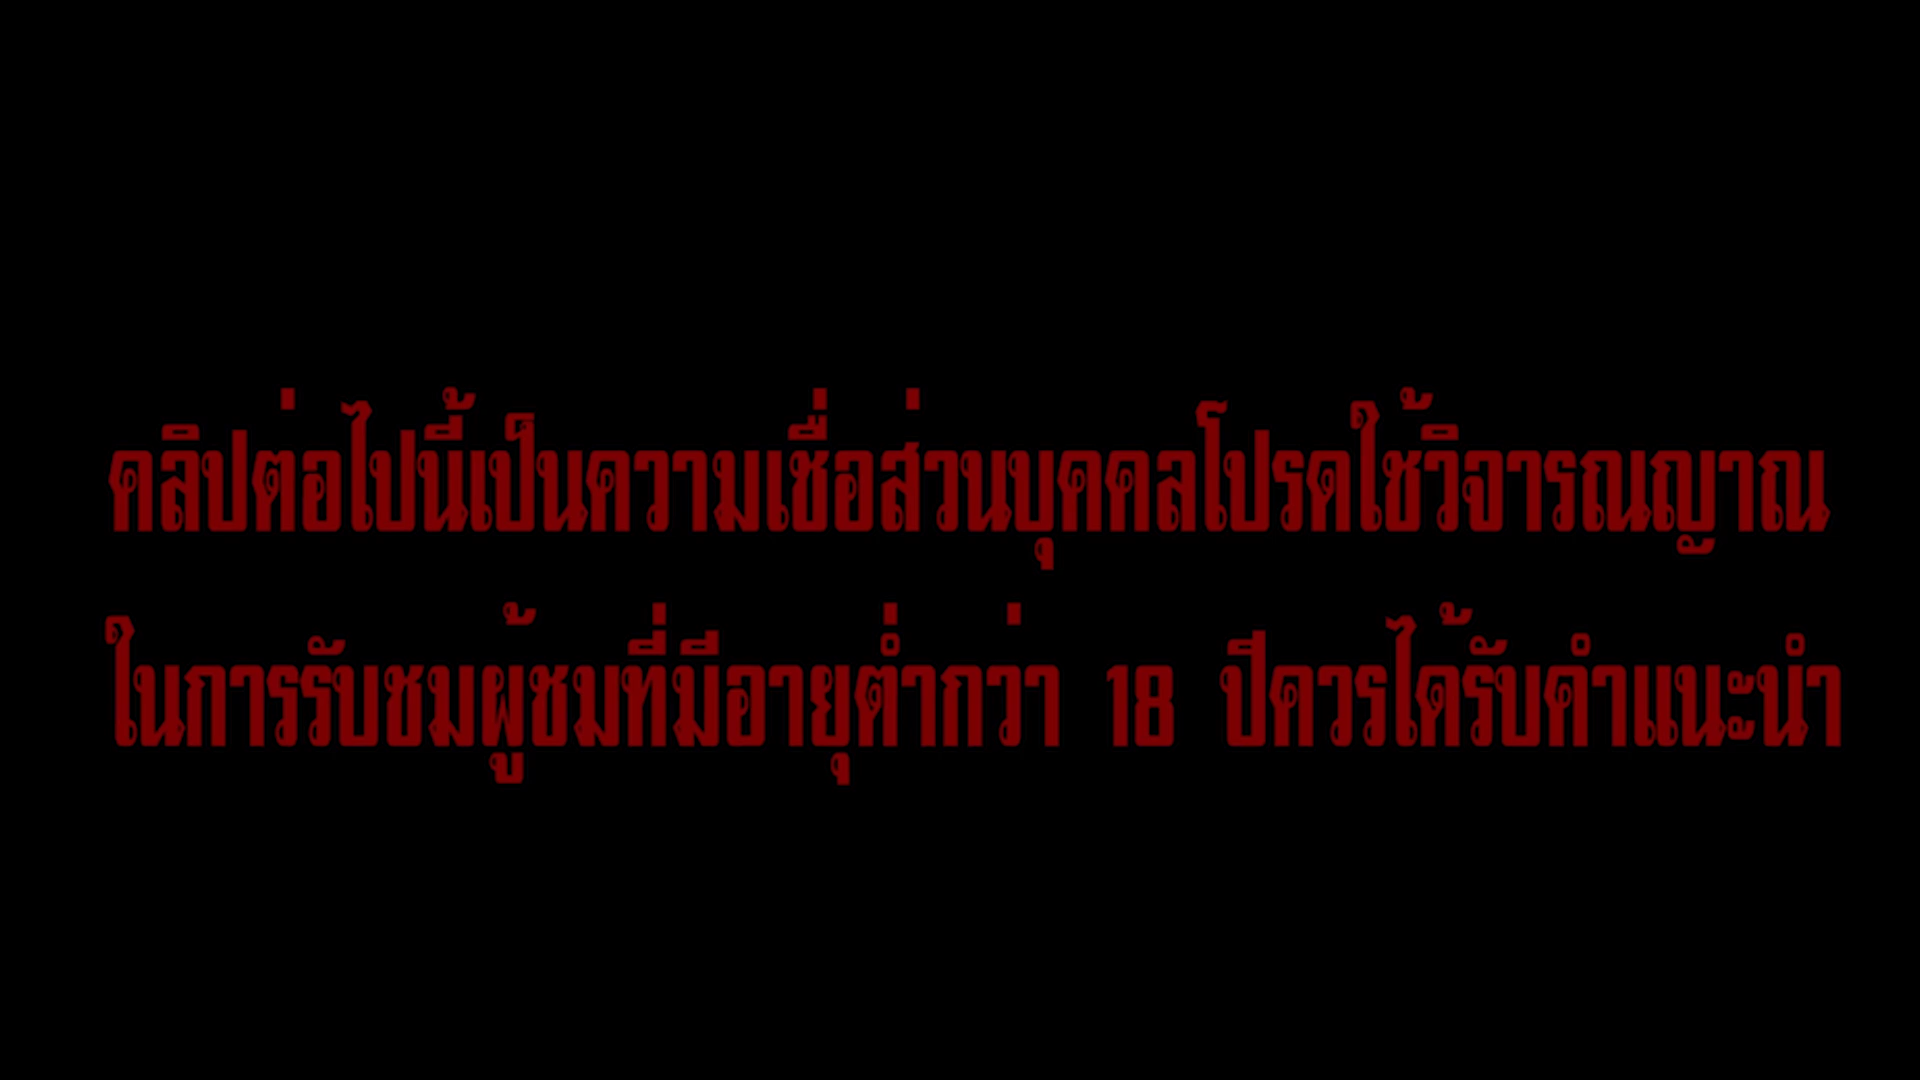 คลิปต่อไปนี้เป็นความเชื่อส่วนบุคคลโปรดใช้วิจารณญาณ
ในการรับชมผู้ชมที่มีอายุต่ำกว่า 18 ปีควรได้รับคำแนะนำ